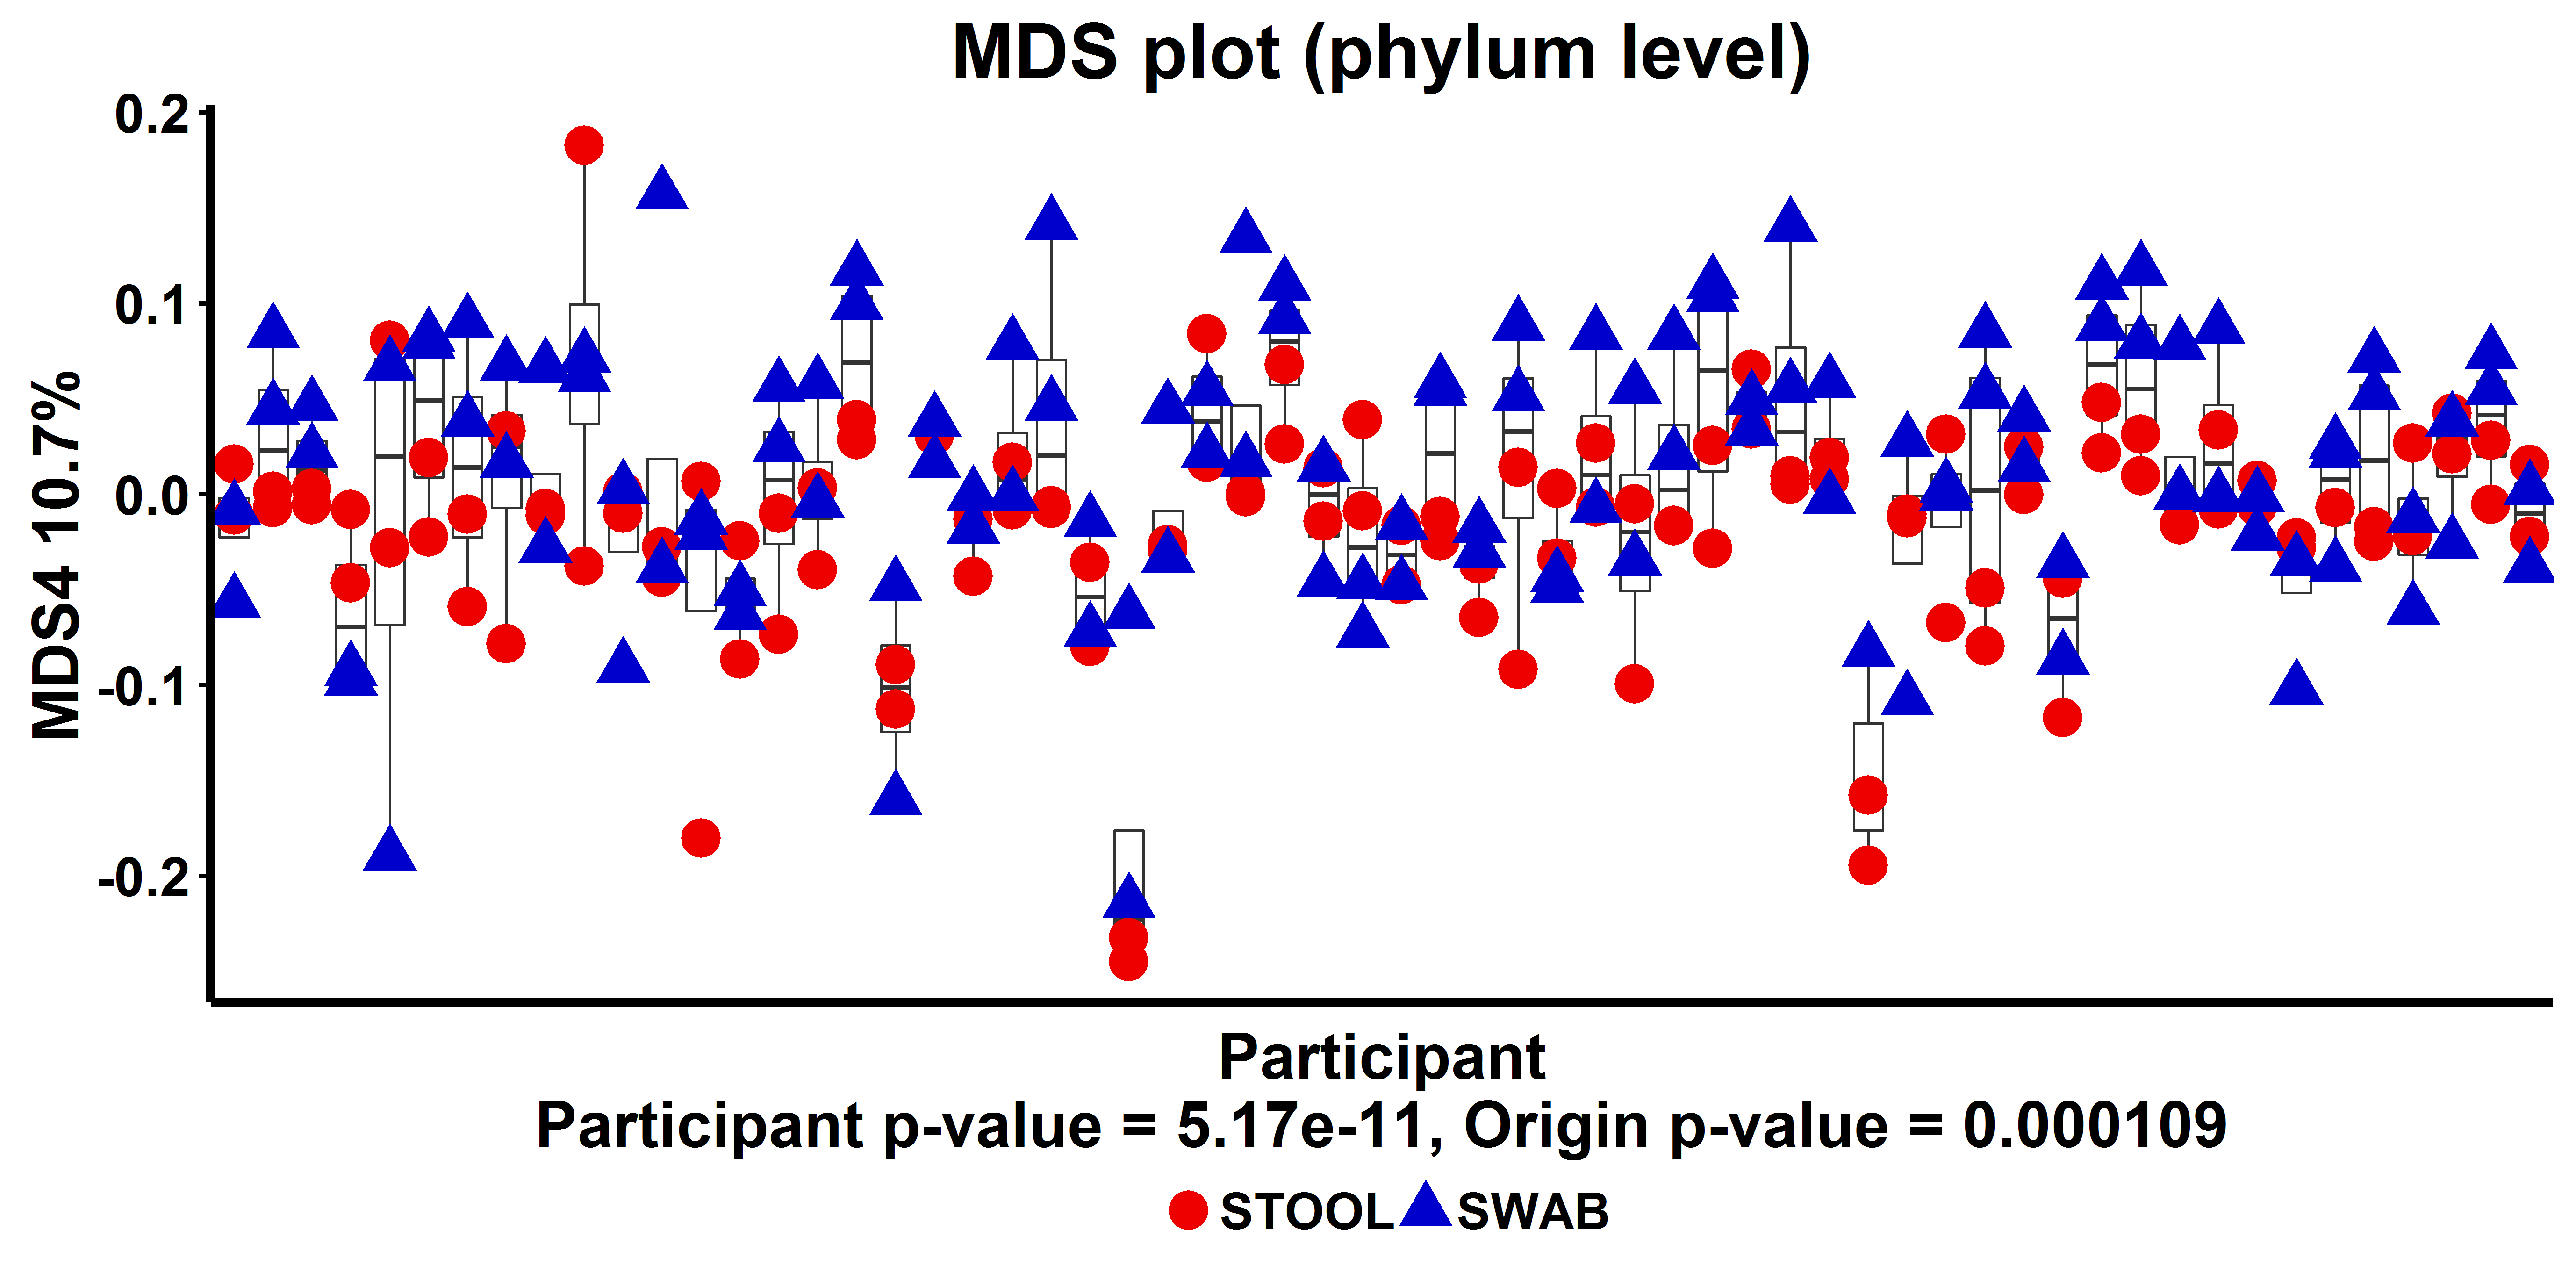 MDS plot (phylum level)
0.2
0.1
0.0
-0.1
-0.2
MDS4 10.7%
Participant
Participant p-value = 5.17e-11, Origin p-value = 0.000109
STOOL SWAB